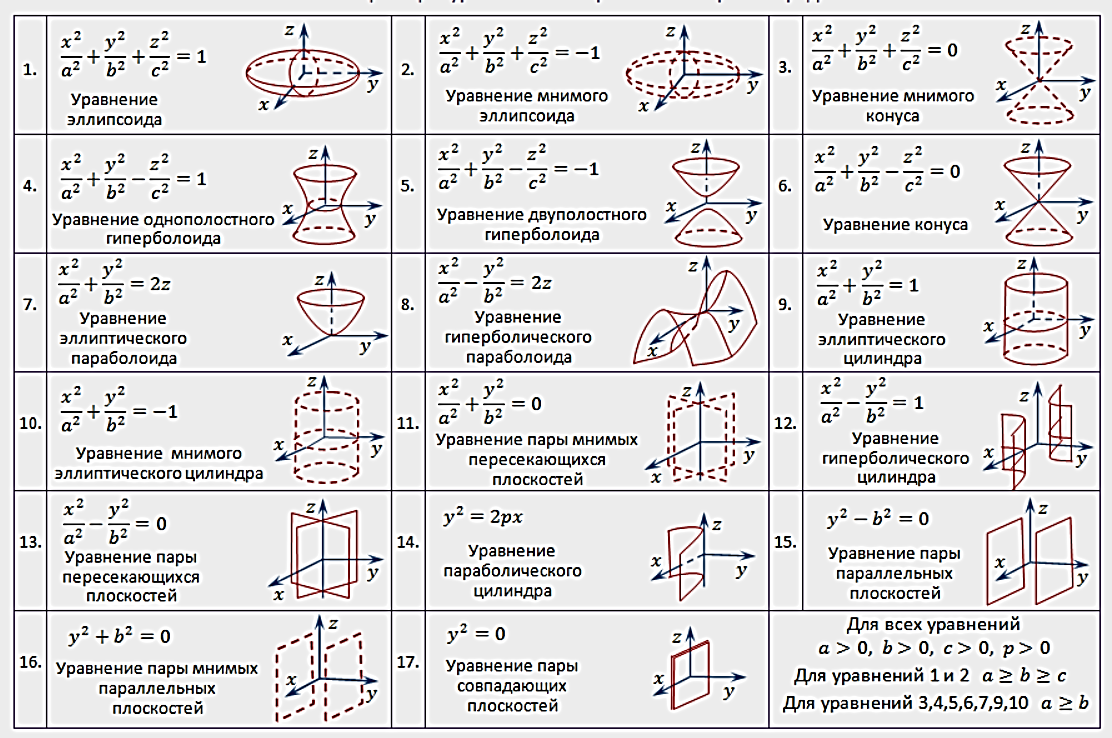 1.
x²/a² + y²/b² + z²/c² = 1
Уравнение
эллипсоида
z
x
y
2.
x²/a² + y²/b² + z²/c² = −1
Уравнение мнимого
эллипсоида
z
x
y
3.
x²/a² + y²/b² + z²/c² = 0
Уравнение мнимого
конуса
z
x
y
4.
x²/a² + y²/b² − z²/c² = 1
Уравнение однополостного
гиперболоида
z
x
y
5.
x²/a² + y²/b² − z²/c² = −1
Уравнение двуполостного
гиперболоида
z
x
y
6.
x²/a² + y²/b² − z²/c² = 0
Уравнение конуса
z
x
y
7.
x²/a² + y²/b² = 2z
Уравнение
эллиптического
параболоида
z
x
y
8.
x²/a² − y²/b² = 2z
Уравнение
гиперболического
параболоида
z
x
y
9.
x²/a² + y²/b² = 1
Уравнение
эллиптического
цилиндра
z
x
y
10.
x²/a² + y²/b² = −1
Уравнение мнимого
эллиптического цилиндра
z
x
y
11.
x²/a² + y²/b² = 0
Уравнение пары мнимых
пересекающихся
плоскостей
z
x
y
12.
x²/a² − y²/b² = 1
Уравнение
гиперболического
цилиндра
z
x
y
13.
x²/a² − y²/b² = 0
Уравнение пары
пересекающихся
плоскостей
z
x
y
14.
y² = 2px
Уравнение
параболического
цилиндра
z
x
y
15.
y² − b² = 0
Уравнение пары
параллельных
плоскостей
z
x
y
16.
y² + b² = 0
Уравнение пары мнимых
параллельных
плоскостей
z
x
y
17.
y² = 0
Уравнение пары
совпадающих
плоскостей
z
x
y
Для всех уравнений
a > 0, b > 0, c > 0, p > 0
Для уравнений 1 и 2 a ≥ b ≥ c
Для уравнений 3,4,5,6,7,9,10 a ≥ b